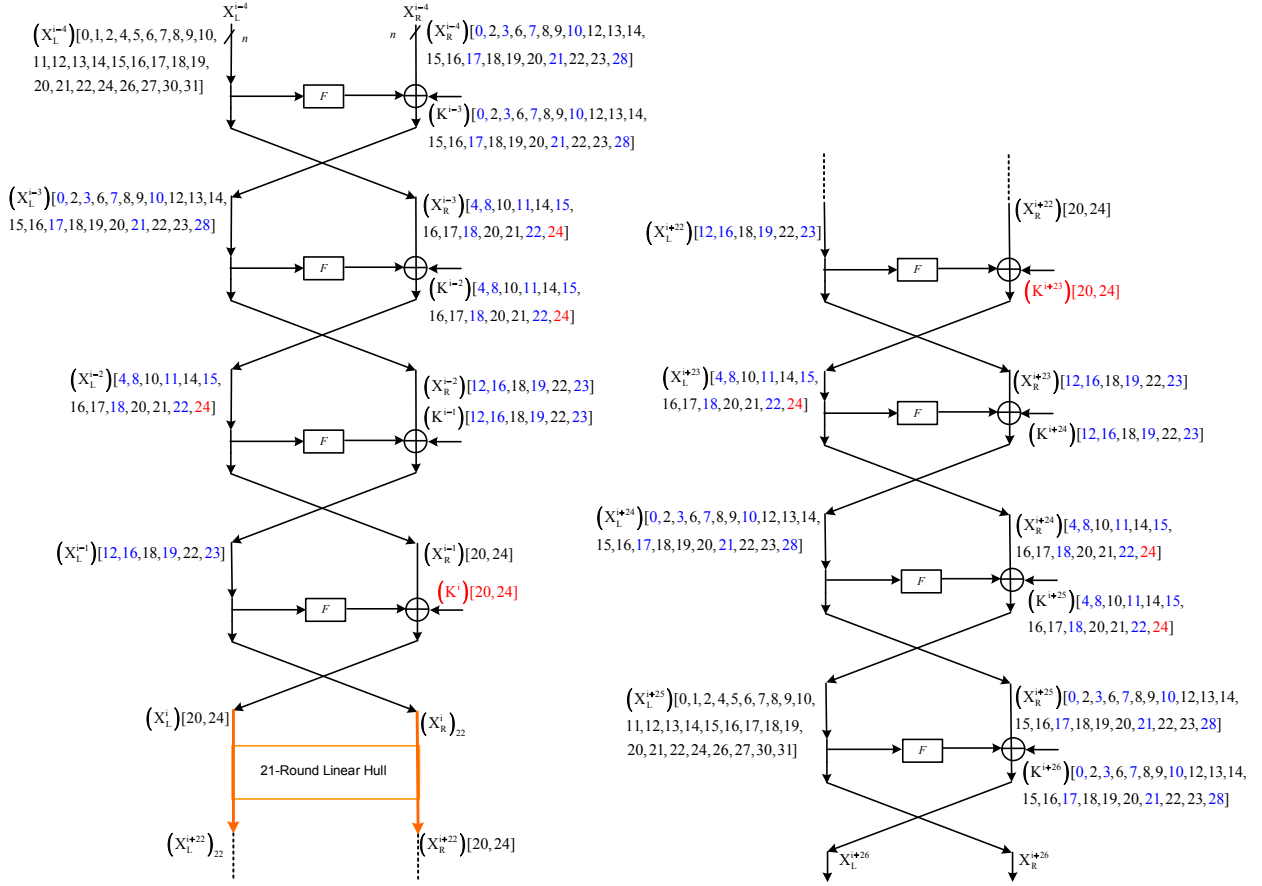 X_L^{i−4}
X_R^{i−4}
(X_L^{i−4})[0,1,2,4,5,6,7,8,9,10,
11,12,13,14,15,16,17,18,19,
20,21,22,24,26,27,30,31]
n
n
(X_R^{i−4})[0,2,3,6,7,8,9,10,12,13,14,
15,16,17,18,19,20,21,22,23,28]
F
(K^{i−3})[0,2,3,6,7,8,9,10,12,13,14,
15,16,17,18,19,20,21,22,23,28]
(X_L^{i−3})[0,2,3,6,7,8,9,10,12,13,14,
15,16,17,18,19,20,21,22,23,28]
(X_R^{i−3})[4,8,10,11,14,15,
16,17,18,20,21,22,24]
F
(K^{i−2})[4,8,10,11,14,15,
16,17,18,20,21,22,24]
(X_L^{i−2})[4,8,10,11,14,15,
16,17,18,20,21,22,24]
(X_R^{i−2})[12,16,18,19,22,23]
(K^{i−1})[12,16,18,19,22,23]
F
(X_L^{i−1})[12,16,18,19,22,23]
(X_R^{i−1})[20,24]
(K^i)[20,24]
F
(X_L^i)[20,24]
(X_R^i)_{22}
21-Round Linear Hull
(X_L^{i+22})_{22}
(X_R^{i+22})[20,24]
(X_R^{i+22})[20,24]
(X_L^{i+22})[12,16,18,19,22,23]
F
(K^{i+23})[20,24]
(X_L^{i+23})[4,8,10,11,14,15,
16,17,18,20,21,22,24]
(X_R^{i+23})[12,16,18,19,22,23]
F
(K^{i+24})[12,16,18,19,22,23]
(X_L^{i+24})[0,2,3,6,7,8,9,10,12,13,14,
15,16,17,18,19,20,21,22,23,28]
(X_R^{i+24})[4,8,10,11,14,15,
16,17,18,20,21,22,24]
F
(K^{i+25})[4,8,10,11,14,15,
16,17,18,20,21,22,24]
(X_L^{i+25})[0,1,2,4,5,6,7,8,9,10,
11,12,13,14,15,16,17,18,19,
20,21,22,24,26,27,30,31]
(X_R^{i+25})[0,2,3,6,7,8,9,10,12,13,14,
15,16,17,18,19,20,21,22,23,28]
F
(K^{i+26})[0,2,3,6,7,8,9,10,12,13,14,
15,16,17,18,19,20,21,22,23,28]
X_L^{i+26}
X_R^{i+26}